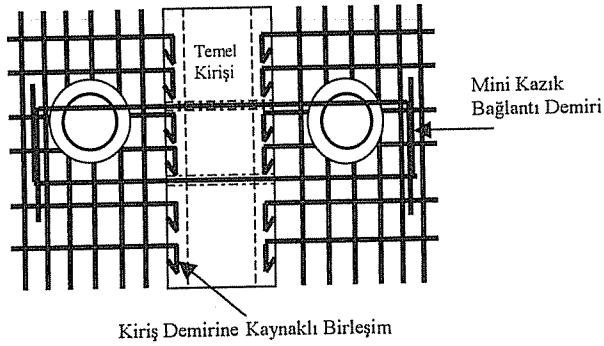 Temel
Kirişi
Mini Kazık
Bağlantı Demiri
Kiriş Demirine Kaynaklı Birleşim